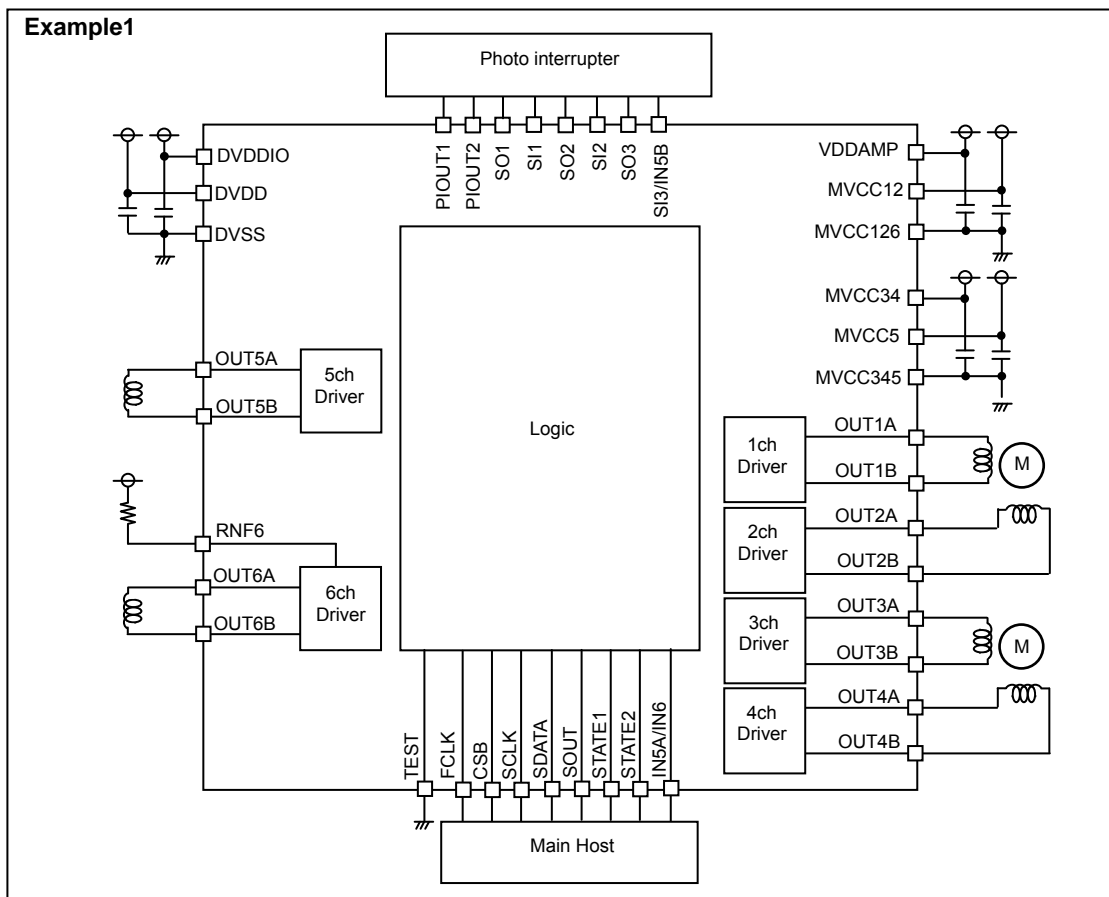 Example1
Photo interrupter
PIOUT1
PIOUT2
SO1
SI1
SO2
SI2
SO3
SI3/IN5B
DVDDIO
DVDD
DVSS
VDDAMP
MVCC12
MVCC126
MVCC34
MVCC5
MVCC345
OUT5A
5ch
Driver
OUT5B
Logic
RNF6
OUT6A
6ch
Driver
OUT6B
1ch
Driver
OUT1A
OUT1B
M
2ch
Driver
OUT2A
OUT2B
3ch
Driver
OUT3A
OUT3B
M
4ch
Driver
OUT4A
OUT4B
TEST
FCLK
CSB
SCLK
SDATA
SOUT
STATE1
STATE2
IN5A/IN6
Main Host